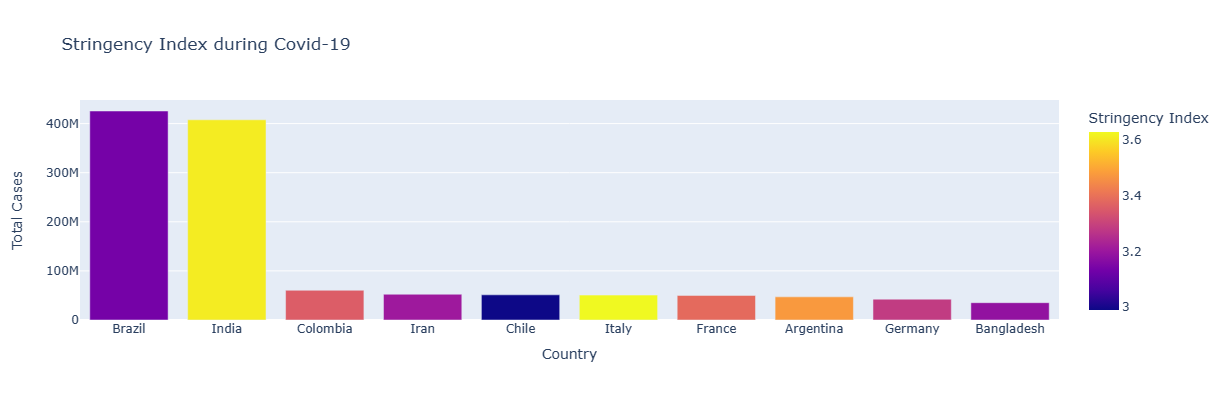 Stringency Index during Covid-19
Total Cases
400M
300M
200M
100M
0
Brazil India Colombia Iran Chile Italy France Argentina Germany Bangladesh
Country
Stringency Index
3.6
3.4
3.2
3